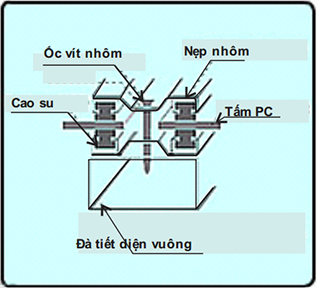 Ốc vít nhôm
Nẹp nhôm
Cao su
Tấm PC
Đà tiết diện vuông